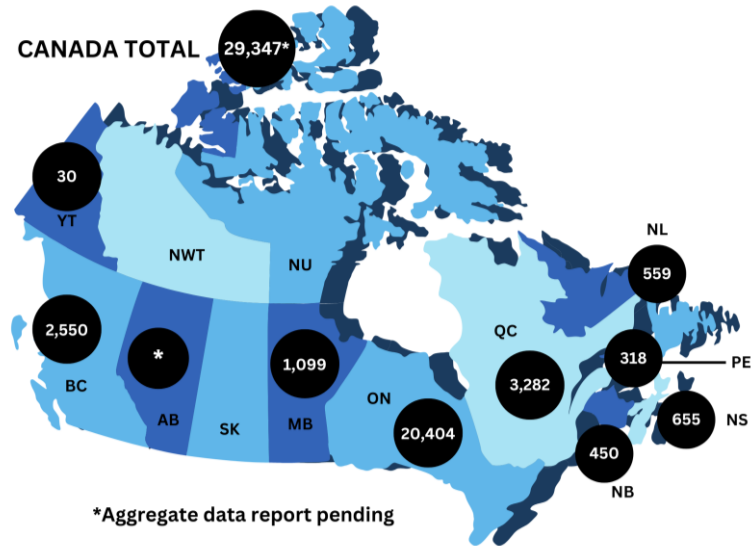 CANADA TOTAL
29,347*
30
YT
NWT
NU
NL
559
2,550
BC
*
AB
SK
1,099
MB
ON
20,404
QC
3,282
318
PE
655
NS
450
NB
*Aggregate data report pending